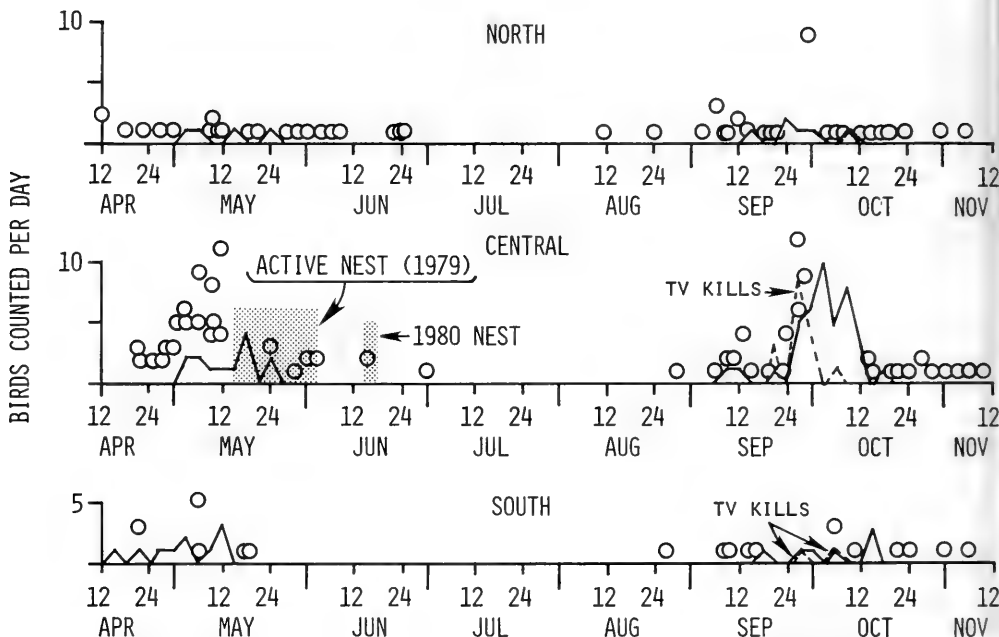 BIRDS COUNTED PER DAY
10
NORTH
12 24 12 24 12 24 12 24 12 24 12 24 12 24 12
APR MAY JUN JUL AUG SEP OCT NOV
CENTRAL
10
ACTIVE NEST (1979)
TV KILLS
1980 NEST
12 24 12 24 12 24 12 24 12 24 12 24 12 24 12
APR MAY JUN JUL AUG SEP OCT NOV
5
SOUTH
TV KILLS
12 24 12 24 12 24 12 24 12 24 12 24 12 24 12
APR MAY JUN JUL AUG SEP OCT NOV